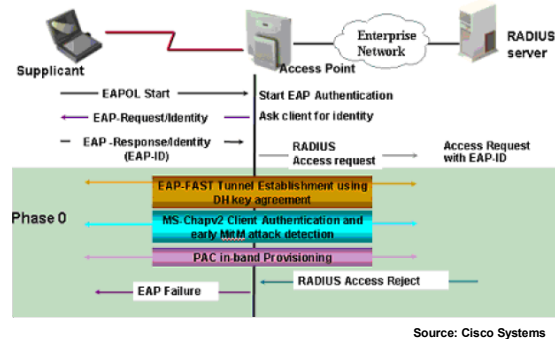 Supplicant
Access Point
Enterprise
Network
RADIUS
server
EAPOL Start
Start EAP Authentication
EAP-Request/Identity
Ask client for identity
EAP -Response/Identity
(EAP-ID)
RADIUS
Access request
Access Request
with EAP-ID
Phase 0
EAP-FAST Tunnel Establishment using
DH key agreement
MS-Chapv2 Client Authentication and
early MitM attack detection
PAC in-band Provisioning
RADIUS Access Reject
EAP Failure
Source: Cisco Systems